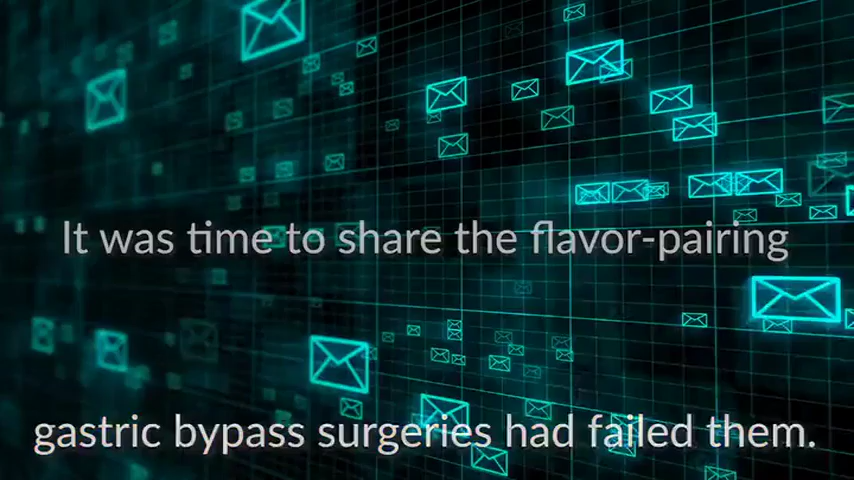 It was time to share the flavor-pairing
gastric bypass surgeries had failed them.